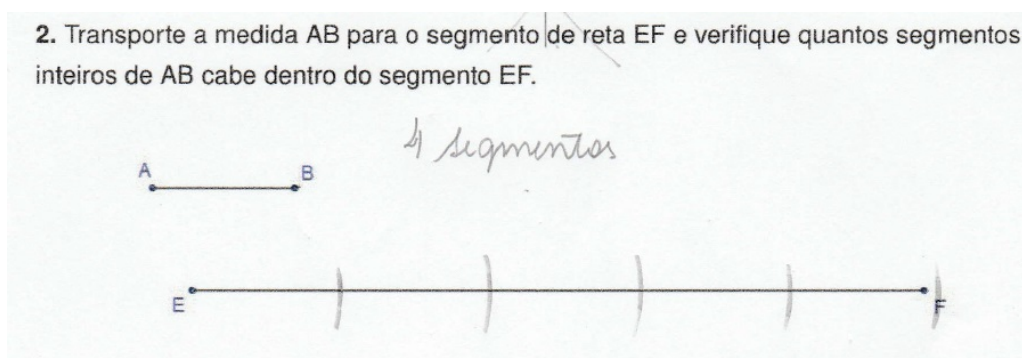 2. Transporte a medida AB para o segmento de reta EF e verifique quantos segmentos
inteiros de AB cabe dentro do segmento EF.
4 segmentos
A B
E F